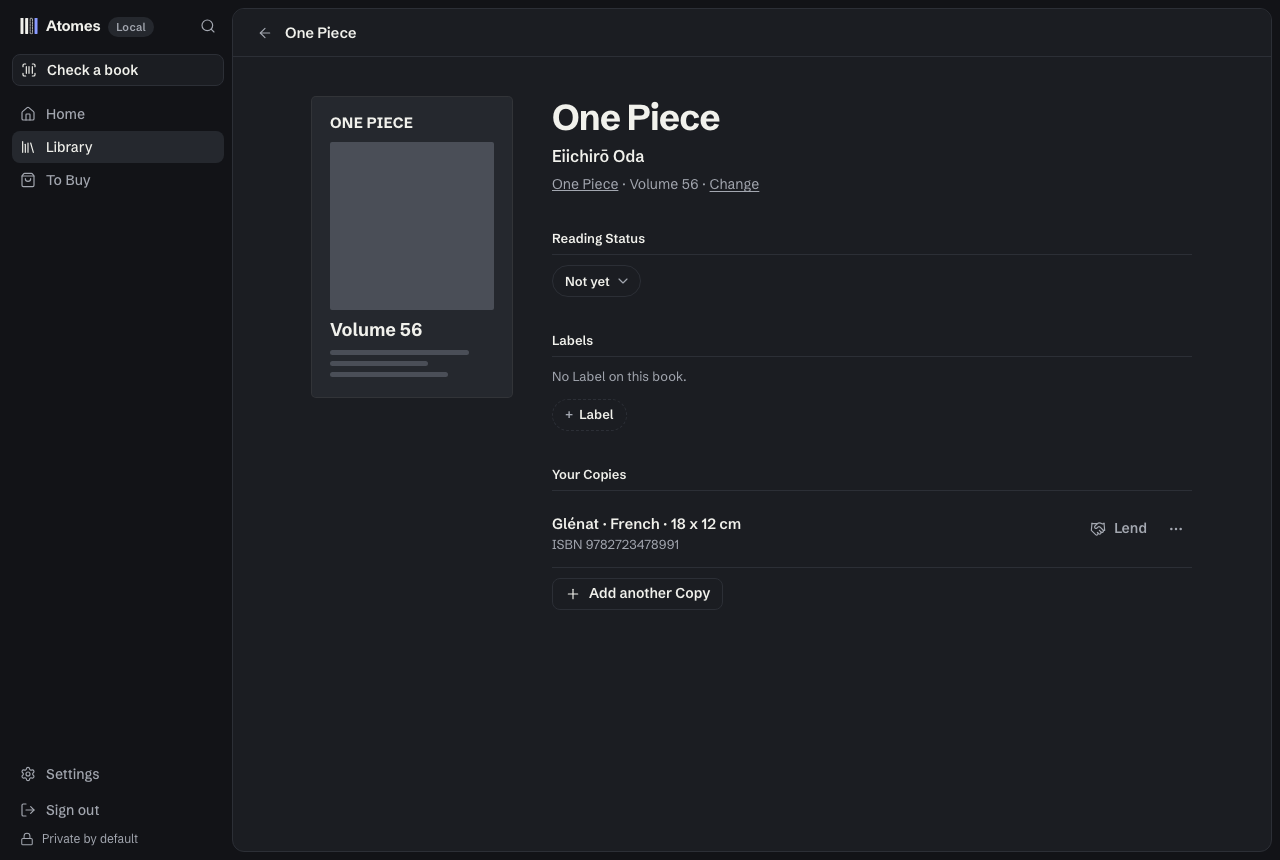 Atomes Local
Check a book
Home
Library
To Buy
Settings
Sign out
Private by default
One Piece
ONE PIECE
Volume 56
One Piece
Eiichirō Oda
One Piece · Volume 56 · Change
Reading Status
Not yet
Labels
No Label on this book.
+ Label
Your Copies
Glénat · French · 18 x 12 cm
ISBN 9782723478991
Lend
Add another Copy